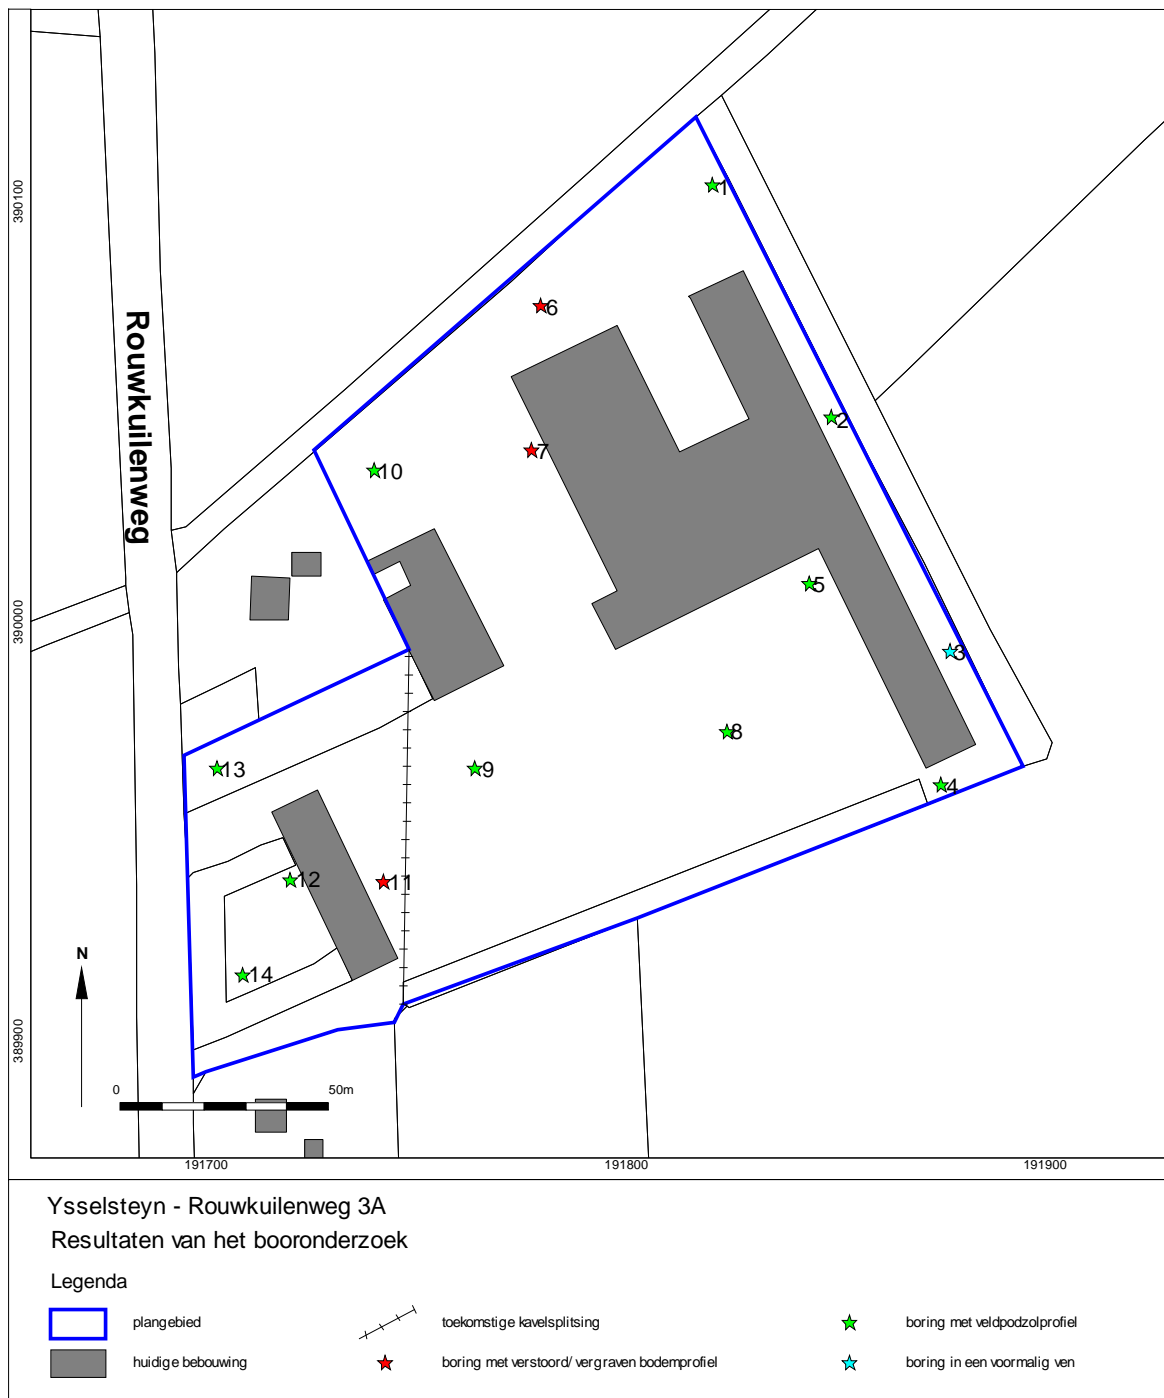 390100
1
6
Rouwkuilenweg
2
7
10
5
390000
3
8
13
9
4
12
11
N
14
389900
0
50m
191700
191800
191900
Ysselsteyn - Rouwkuilenweg 3A
Resultaten van het booronderzoek
Legenda
plangebied
toekomstige kavelsplitsing
boring met veldpodzolprofiel
huidige bebouwing
boring met verstoord/ vergraven bodemprofiel
boring in een voormalig ven